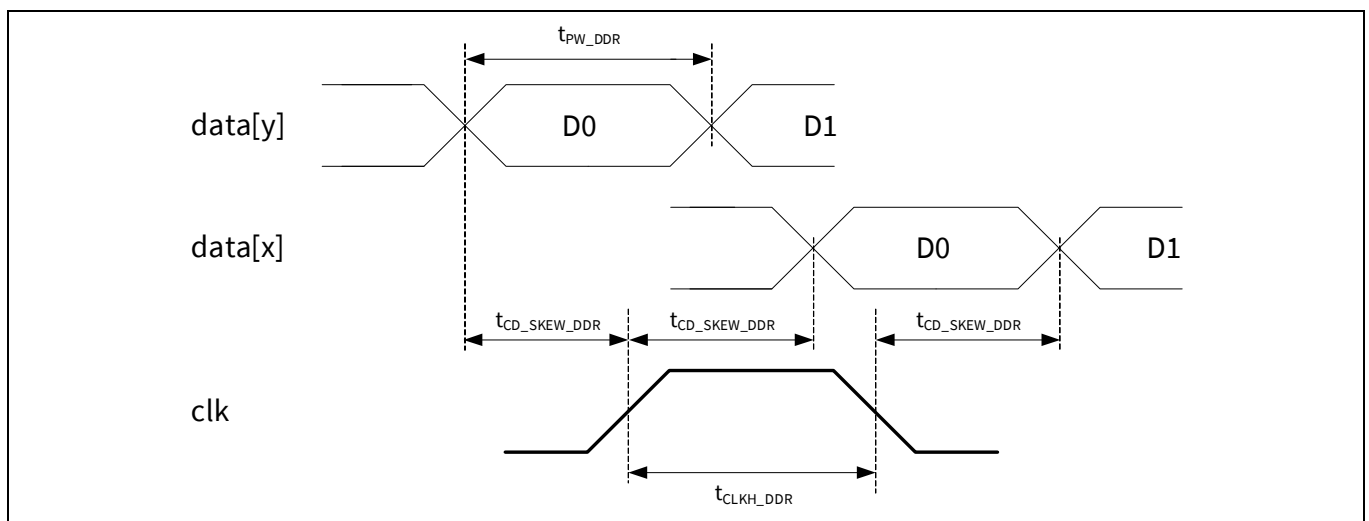 tPW_DDR
data[y] D0 D1
data[x] D0 D1
tCD_SKEW_DDR tCD_SKEW_DDR tCD_SKEW_DDR
clk
tCLKH_DDR